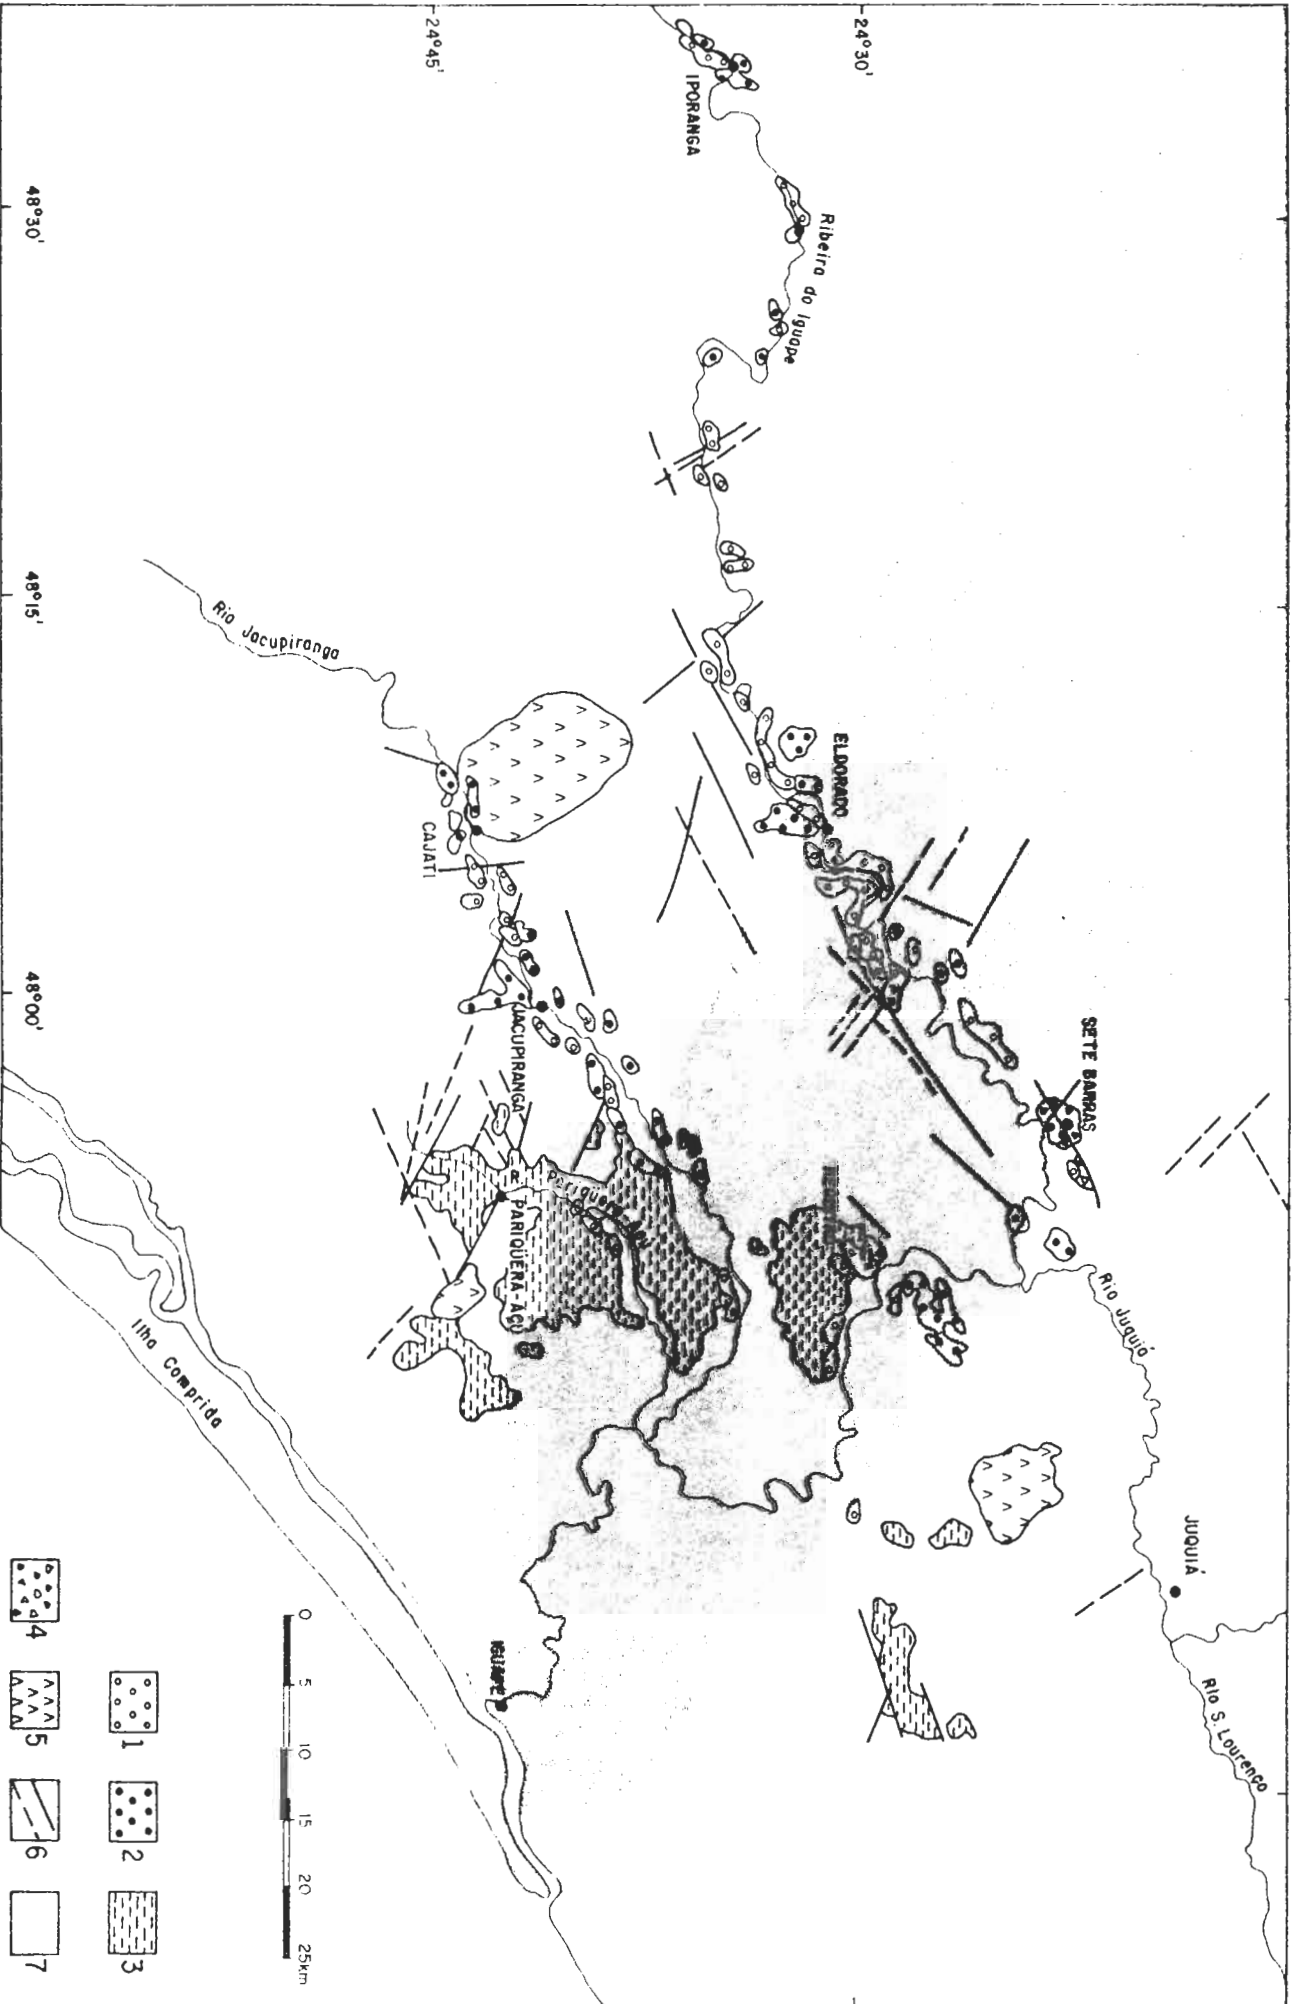 24°45'
24°30'
IPORANGA
48°30'
Ribeira do Iguape
48°15'
Rio Jacupiranga
ELDORADO
CAJATI
48°00'
JACUPIRANGA
SETE BARRAS
R. Pariqüera-Açu
PARIQÜERA-AÇU
Rio Juquiá
Ilha Comprida
JUQUIÁ
IGUAPE
Rio S. Lourenço
0 5 10 15 20 25km
1 2 3
4 5 6 7